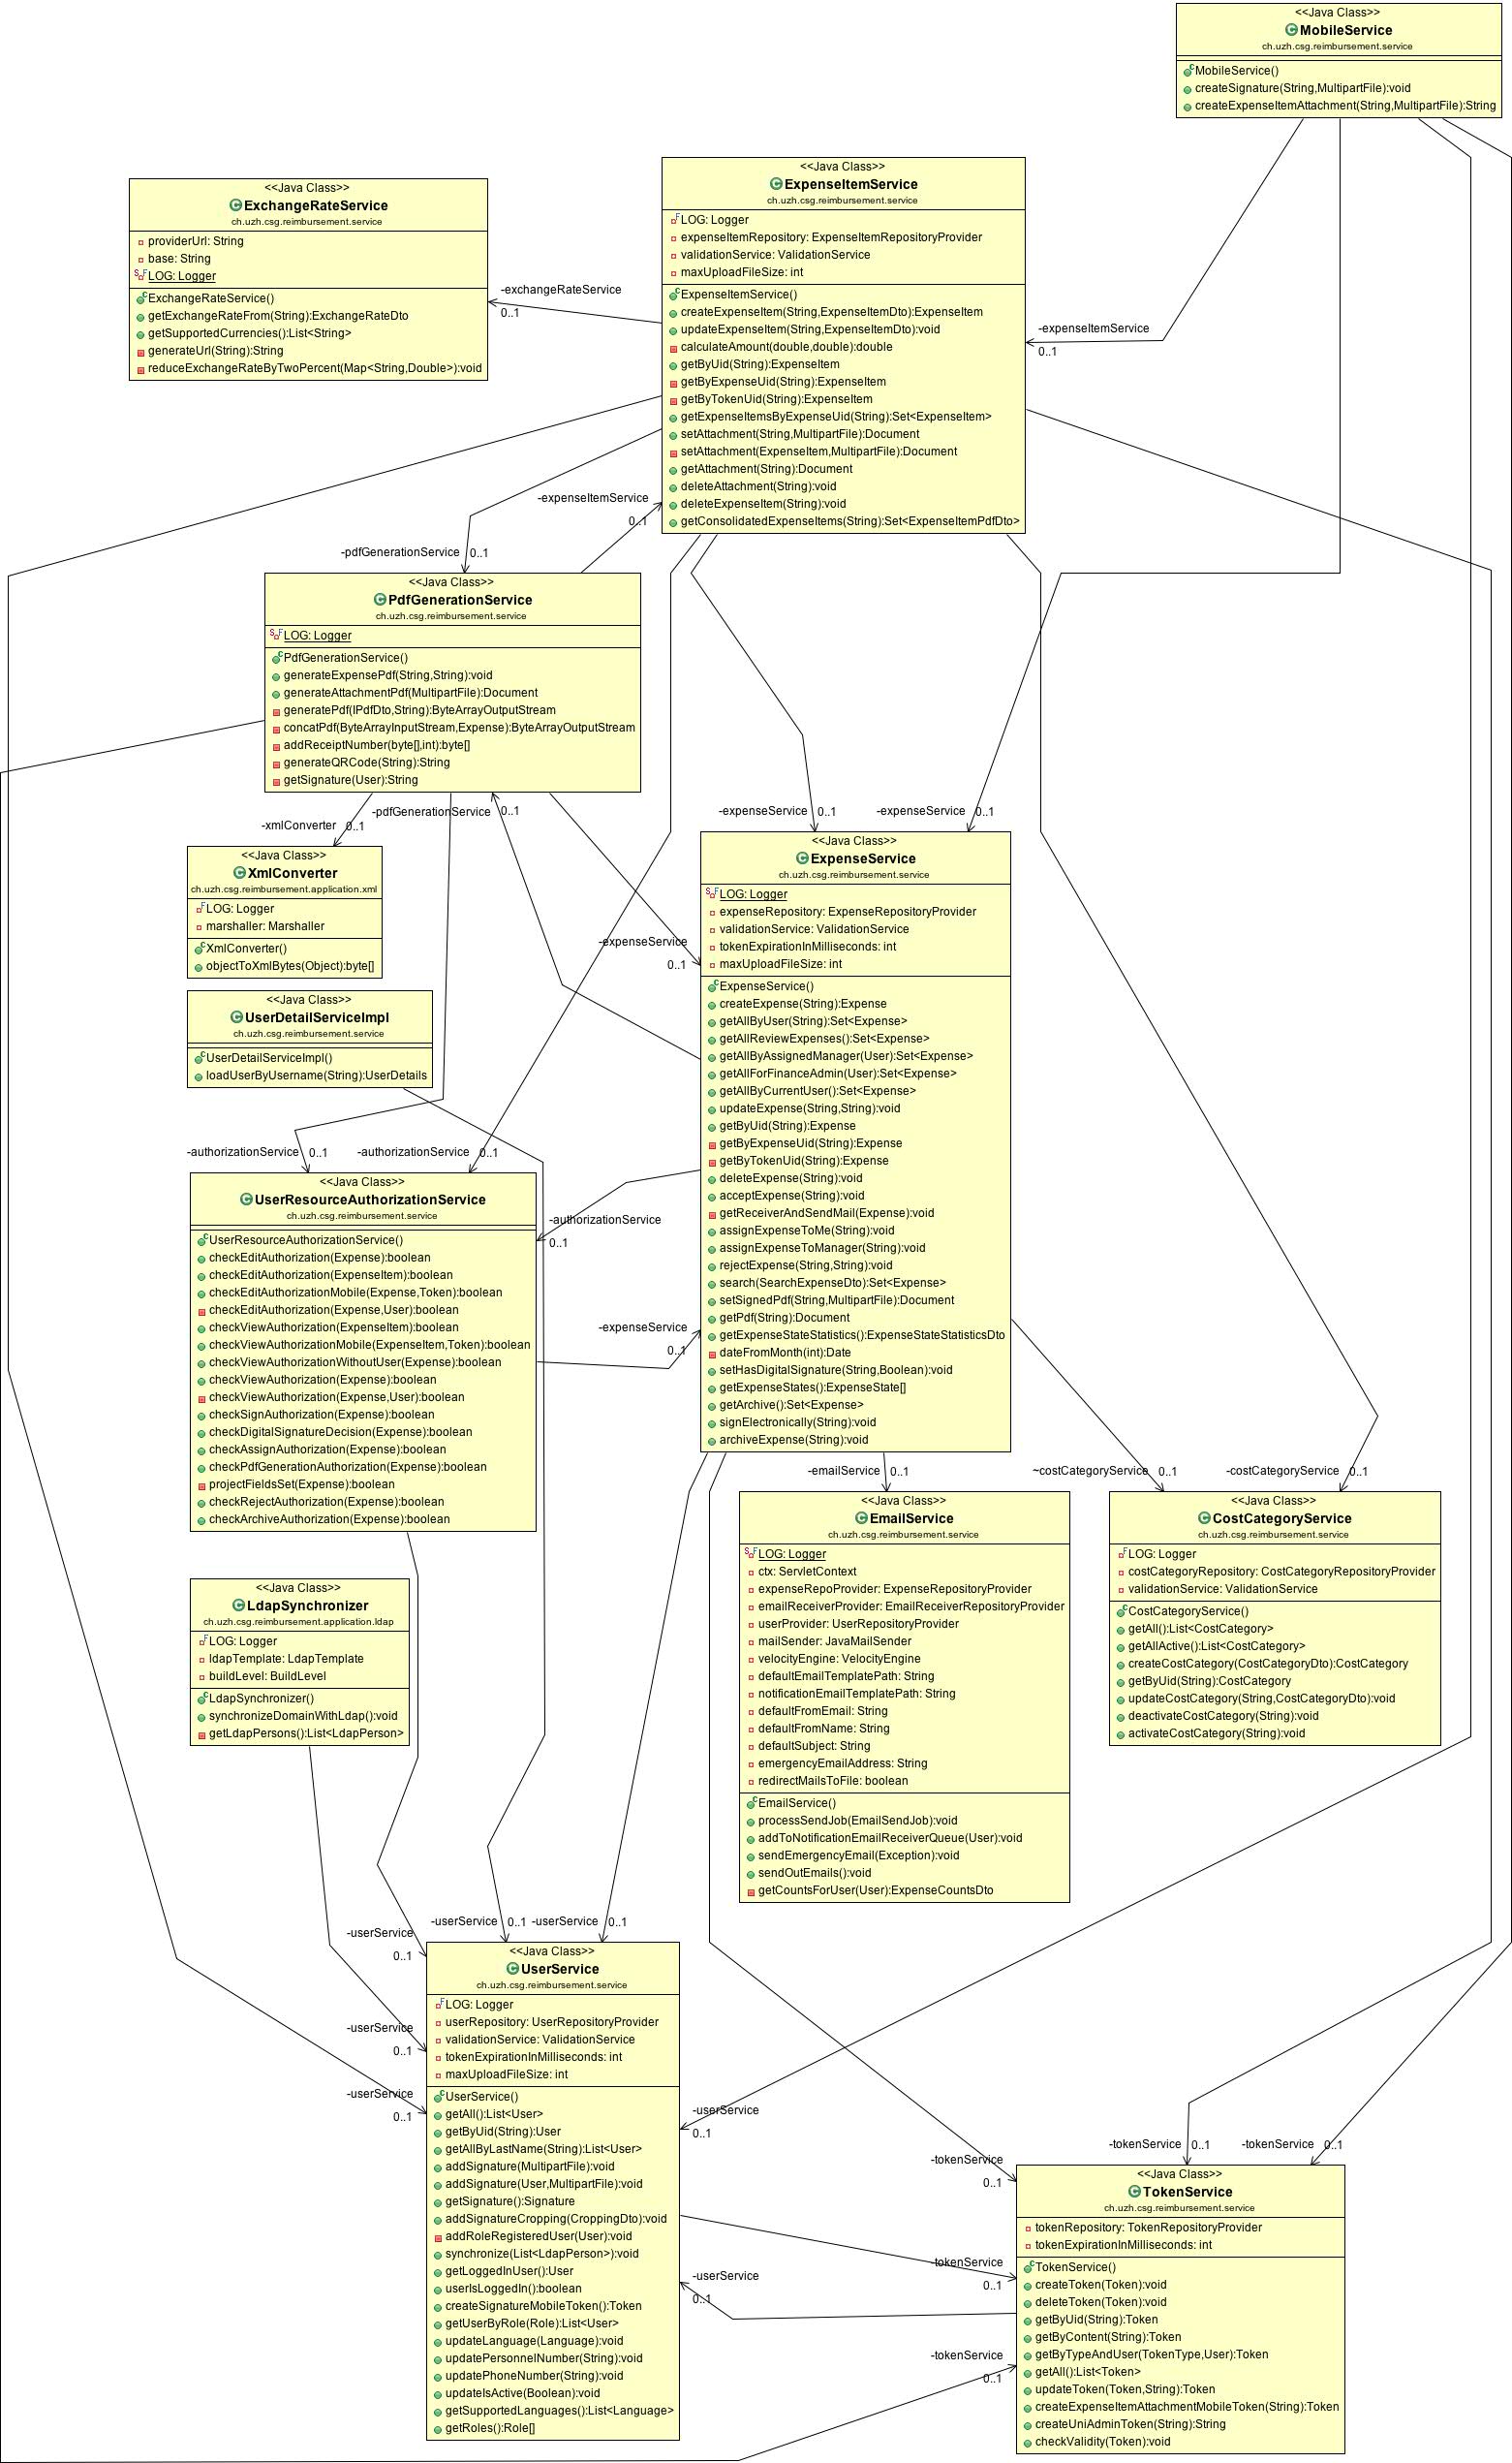 <<Java Class>>
MobileService
ch.uzh.csg.reimbursement.service
MobileService()
createSignature(String,MultipartFile):void
createExpenseItemAttachment(String,MultipartFile):String
<<Java Class>>
ExpenseItemService
ch.uzh.csg.reimbursement.service
LOG: Logger
expenseItemRepository: ExpenseItemRepositoryProvider
validationService: ValidationService
maxUploadFileSize: int
ExpenseItemService()
createExpenseItem(String,ExpenseItemDto):ExpenseItem
updateExpenseItem(String,ExpenseItemDto):void
calculateAmount(double,double):double
getByUid(String):ExpenseItem
getByExpenseUid(String):ExpenseItem
getByTokenUid(String):ExpenseItem
getExpenseItemsByExpenseUid(String):Set<ExpenseItem>
setAttachment(String,MultipartFile):Document
setAttachment(ExpenseItem,MultipartFile):Document
getAttachment(String):Document
deleteAttachment(String):void
deleteExpenseItem(String):void
getConsolidatedExpenseItems(String):Set<ExpenseItemPdfDto>
<<Java Class>>
ExchangeRateService
ch.uzh.csg.reimbursement.service
providerUrl: String
base: String
LOG: Logger
ExchangeRateService()
getExchangeRateFrom(String):ExchangeRateDto
getSupportedCurrencies():List<String>
generateUrl(String):String
reduceExchangeRateByTwoPercent(Map<String,Double>):void
-exchangeRateService
0..1
-expenseItemService
0..1
-expenseItemService
0..1
-pdfGenerationService
0..1
<<Java Class>>
PdfGenerationService
ch.uzh.csg.reimbursement.service
LOG: Logger
PdfGenerationService()
generateExpensePdf(String,String):void
generateAttachmentPdf(MultipartFile):Document
generatePdf(IPdfDto,String):ByteArrayOutputStream
concatPdf(ByteArrayInputStream,Expense):ByteArrayOutputStream
addReceiptNumber(byte[],int):byte[]
generateQRCode(String):String
getSignature(User):String
-pdfGenerationService
0..1
-xmlConverter
0..1
-expenseService
0..1
-expenseService
0..1
<<Java Class>>
XmlConverter
ch.uzh.csg.reimbursement.application.xml
LOG: Logger
marshaller: Marshaller
XmlConverter()
objectToXmlBytes(Object):byte[]
<<Java Class>>
UserDetailServiceImpl
ch.uzh.csg.reimbursement.service
UserDetailServiceImpl()
loadUserByUsername(String):UserDetails
<<Java Class>>
ExpenseService
ch.uzh.csg.reimbursement.service
LOG: Logger
expenseRepository: ExpenseRepositoryProvider
validationService: ValidationService
tokenExpirationInMilliseconds: int
maxUploadFileSize: int
ExpenseService()
createExpense(String):Expense
getAllByUser(String):Set<Expense>
getAllReviewExpenses():Set<Expense>
getAllByAssignedManager(User):Set<Expense>
getAllForFinanceAdmin(User):Set<Expense>
getAllByCurrentUser():Set<Expense>
updateExpense(String,String):void
getByUid(String):Expense
getByExpenseUid(String):Expense
getByTokenUid(String):Expense
deleteExpense(String):void
acceptExpense(String):void
getReceiverAndSendMail(Expense):void
assignExpenseToMe(String):void
assignExpenseToManager(String):void
rejectExpense(String,String):void
search(SearchExpenseDto):Set<Expense>
setSignedPdf(String,MultipartFile):Document
getPdf(String):Document
getExpenseStateStatistics():ExpenseStateStatisticsDto
dateFromMonth(int):Date
setHasDigitalSignature(String,Boolean):void
getExpenseStates():ExpenseState[]
getArchive():Set<Expense>
signElectronically(String):void
archiveExpense(String):void
-expenseService
0..1
-authorizationService
0..1
-authorizationService
0..1
-authorizationService
0..1
-expenseService
0..1
<<Java Class>>
UserResourceAuthorizationService
ch.uzh.csg.reimbursement.service
UserResourceAuthorizationService()
checkEditAuthorization(Expense):boolean
checkEditAuthorization(ExpenseItem):boolean
checkEditAuthorizationMobile(Expense,Token):boolean
checkEditAuthorization(Expense,User):boolean
checkViewAuthorization(ExpenseItem):boolean
checkViewAuthorizationMobile(ExpenseItem,Token):boolean
checkViewAuthorizationWithoutUser(Expense):boolean
checkViewAuthorization(Expense):boolean
checkViewAuthorization(Expense,User):boolean
checkSignAuthorization(Expense):boolean
checkDigitalSignatureDecision(Expense):boolean
checkAssignAuthorization(Expense):boolean
checkPdfGenerationAuthorization(Expense):boolean
projectFieldsSet(Expense):boolean
checkRejectAuthorization(Expense):boolean
checkArchiveAuthorization(Expense):boolean
-emailService
0..1
~costCategoryService
0..1
-costCategoryService
0..1
<<Java Class>>
EmailService
ch.uzh.csg.reimbursement.service
LOG: Logger
ctx: ServletContext
expenseRepoProvider: ExpenseRepositoryProvider
emailReceiverProvider: EmailReceiverRepositoryProvider
userProvider: UserRepositoryProvider
mailSender: JavaMailSender
velocityEngine: VelocityEngine
defaultEmailTemplatePath: String
notificationEmailTemplatePath: String
defaultFromEmail: String
defaultFromName: String
defaultSubject: String
emergencyEmailAddress: String
redirectMailsToFile: boolean
EmailService()
processSendJob(EmailSendJob):void
addToNotificationEmailReceiverQueue(User):void
sendEmergencyEmail(Exception):void
sendOutEmails():void
getCountsForUser(User):ExpenseCountsDto
<<Java Class>>
CostCategoryService
ch.uzh.csg.reimbursement.service
LOG: Logger
costCategoryRepository: CostCategoryRepositoryProvider
validationService: ValidationService
CostCategoryService()
getAll():List<CostCategory>
getAllActive():List<CostCategory>
createCostCategory(CostCategoryDto):CostCategory
getByUid(String):CostCategory
updateCostCategory(String,CostCategoryDto):void
deactivateCostCategory(String):void
activateCostCategory(String):void
<<Java Class>>
LdapSynchronizer
ch.uzh.csg.reimbursement.application.ldap
LOG: Logger
ldapTemplate: LdapTemplate
buildLevel: BuildLevel
LdapSynchronizer()
synchronizeDomainWithLdap():void
getLdapPersons():List<LdapPerson>
-userService
0..1
-userService
0..1
-userService
0..1
-userService
0..1
-userService
0..1
<<Java Class>>
UserService
ch.uzh.csg.reimbursement.service
LOG: Logger
userRepository: UserRepositoryProvider
validationService: ValidationService
tokenExpirationInMilliseconds: int
maxUploadFileSize: int
UserService()
getAll():List<User>
getByUid(String):User
getAllByLastName(String):List<User>
addSignature(MultipartFile):void
addSignature(User,MultipartFile):void
getSignature():Signature
addSignatureCropping(CroppingDto):void
addRoleRegisteredUser(User):void
synchronize(List<LdapPerson>):void
getLoggedInUser():User
userIsLoggedIn():boolean
createSignatureMobileToken():Token
getUserByRole(Role):List<User>
updateLanguage(Language):void
updatePersonnelNumber(String):void
updatePhoneNumber(String):void
updateIsActive(Boolean):void
getSupportedLanguages():List<Language>
getRoles():Role[]
-userService
0..1
-tokenService
0..1
-tokenService
0..1
-tokenService
0..1
-tokenService
0..1
-userService
0..1
-tokenService
0..1
<<Java Class>>
TokenService
ch.uzh.csg.reimbursement.service
tokenRepository: TokenRepositoryProvider
tokenExpirationInMilliseconds: int
TokenService()
createToken(Token):void
deleteToken(Token):void
getByUid(String):Token
getByContent(String):Token
getByTypeAndUser(TokenType,User):Token
getAll():List<Token>
updateToken(Token,String):Token
createExpenseItemAttachmentMobileToken(String):Token
createUniAdminToken(String):String
checkValidity(Token):void